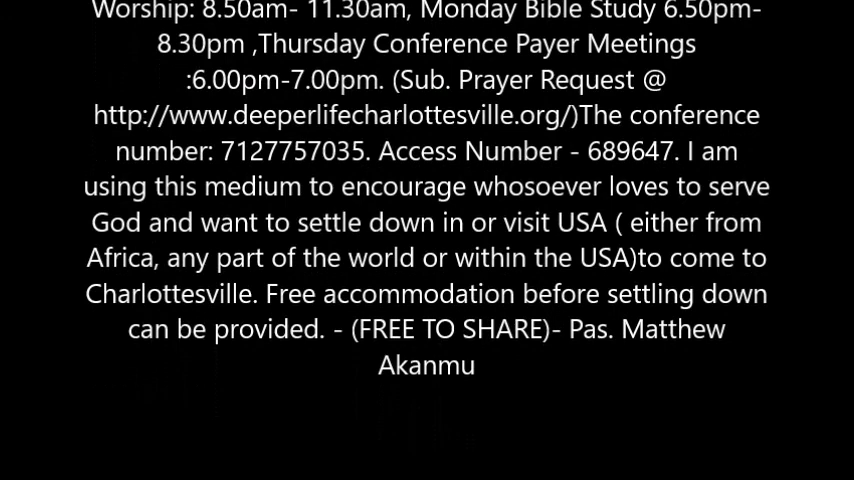 Worship: 8.50am- 11.30am, Monday Bible Study 6.50pm-
8.30pm ,Thursday Conference Payer Meetings
:6.00pm-7.00pm. (Sub. Prayer Request @
http://www.deeperlifecharlottesville.org/)The conference
number: 7127757035. Access Number - 689647. I am
using this medium to encourage whosoever loves to serve
God and want to settle down in or visit USA ( either from
Africa, any part of the world or within the USA)to come to
Charlottesville. Free accommodation before settling down
can be provided. - (FREE TO SHARE)- Pas. Matthew
Akanmu